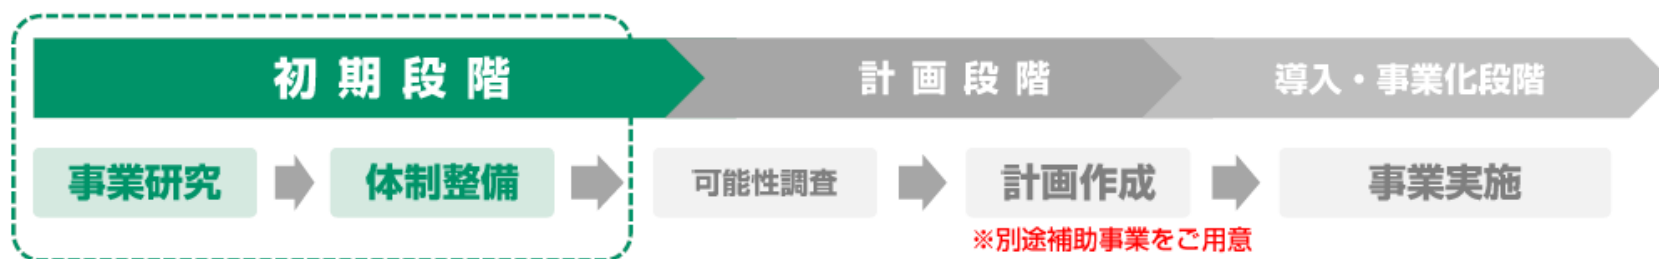 初期段階
計画段階
導入・事業化段階
事業研究
体制整備
可能性調査
計画作成
事業実施
※別途補助事業をご用意